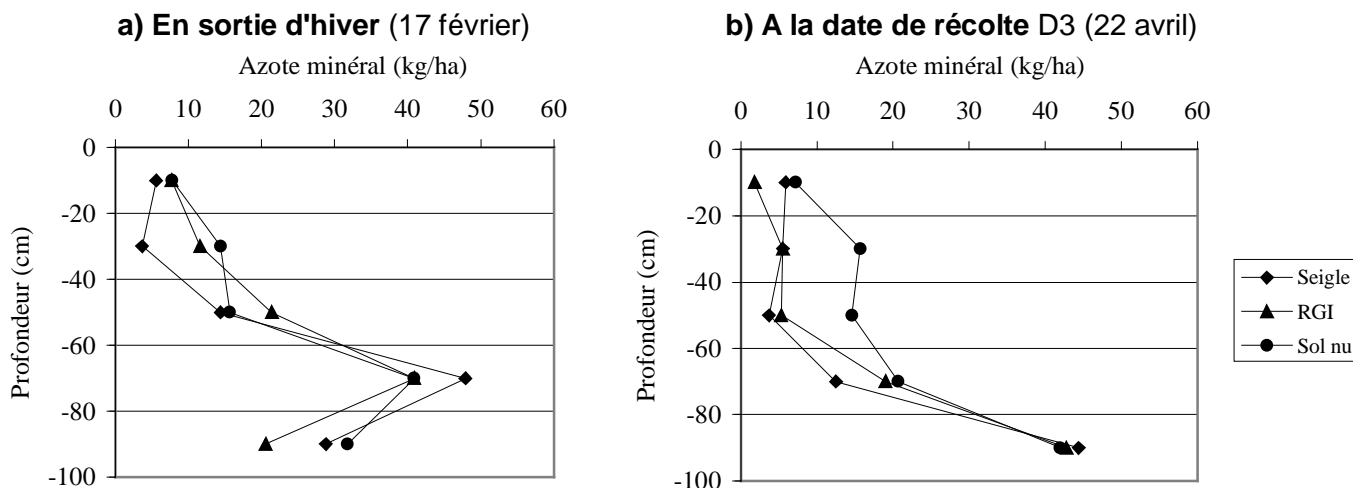 a) En sortie d'hiver (17 février)
Azote minéral (kg/ha)
0 10 20 30 40 50 60
0
-20
-40
-60
-80
-100
Profondeur (cm)
b) A la date de récolte D3 (22 avril)
Azote minéral (kg/ha)
0 10 20 30 40 50 60
0
-20
-40
-60
-80
-100
Profondeur (cm)
Seigle
RGI
Sol nu